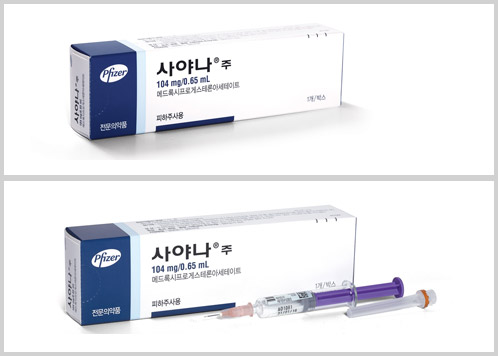 Pfizer
사야나® 주
104 mg/0.65 mL
메드록시프로게스테론아세테이트
1개/박스
전문의약품
피하주사용
Pfizer
사야나® 주
104 mg/0.65 mL
메드록시프로게스테론아세테이트
1개/박스
전문의약품
피하주사용